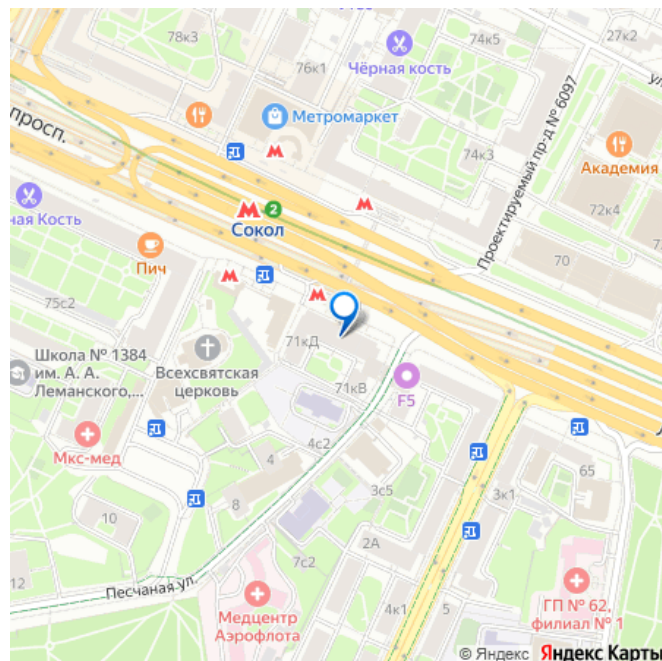 78к3
74к5
27к2
76к1
Чёрная кость
просп.
Метромаркет
74к3
Проектируемый пр-д № 6097
Академия
72к4
2
Сокол
70
ная Кость
Пич
75с2
71кД
Школа № 1384
им. А. А.
Леманского,...
Всехсвятская
церковь
71кВ
F5
Мкс-мед
4с2
4
65
3с5
3к1
8
10
2А
12
7с2
Песчаная ул.
Медцентр
Аэрофлота
4к1
5
ГП № 62,
филиал № 1
© Яндекс Яндекс Карты